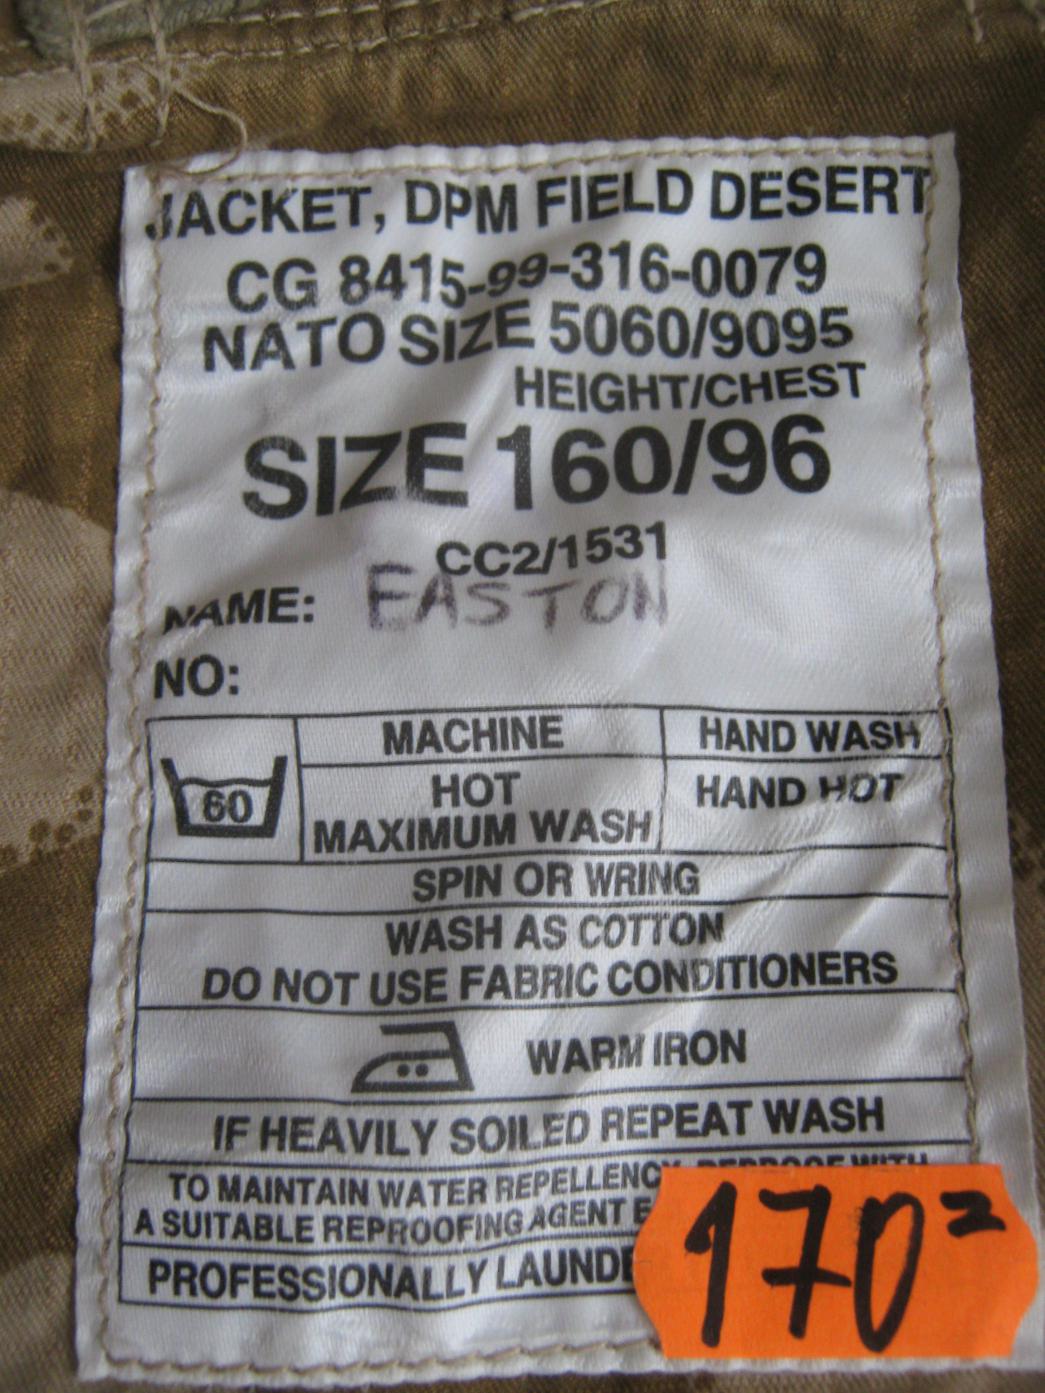 JACKET, DPM FIELD DESERT
CG 8415-99-316-0079
NATO SIZE 5060/9095
HEIGHT/CHEST
SIZE 160/96
CC2/1531
NAME: EASTON
NO:
MACHINE
HAND WASH
60
HOT
MAXIMUM WASH
HAND HOT
SPIN OR WRING
WASH AS COTTON
DO NOT USE FABRIC CONDITIONERS
WARM IRON
IF HEAVILY SOILED REPEAT WASH
TO MAINTAIN WATER REPELLENCY REPROOF WITH
A SUITABLE REPROOFING AGENT
PROFESSIONALLY
170=